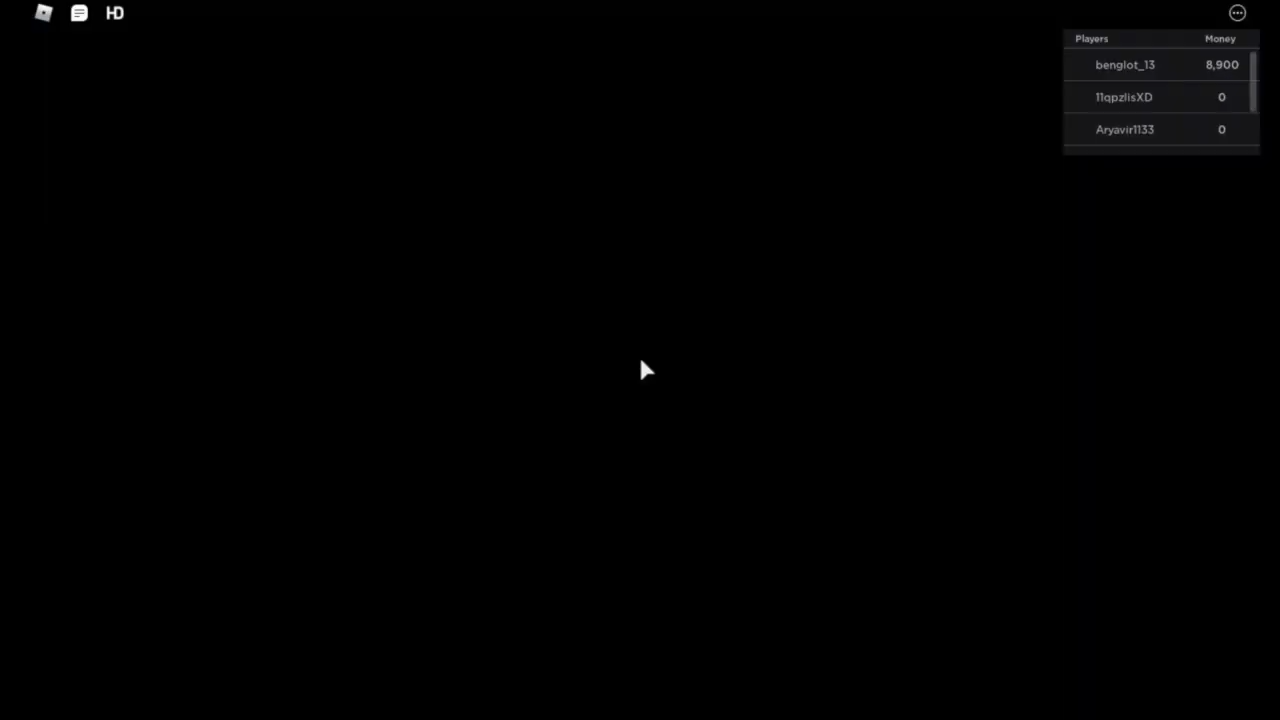 HD
Players Money
benglot_13 8,900
11qpzlisXD 0
Aryavir1133 0